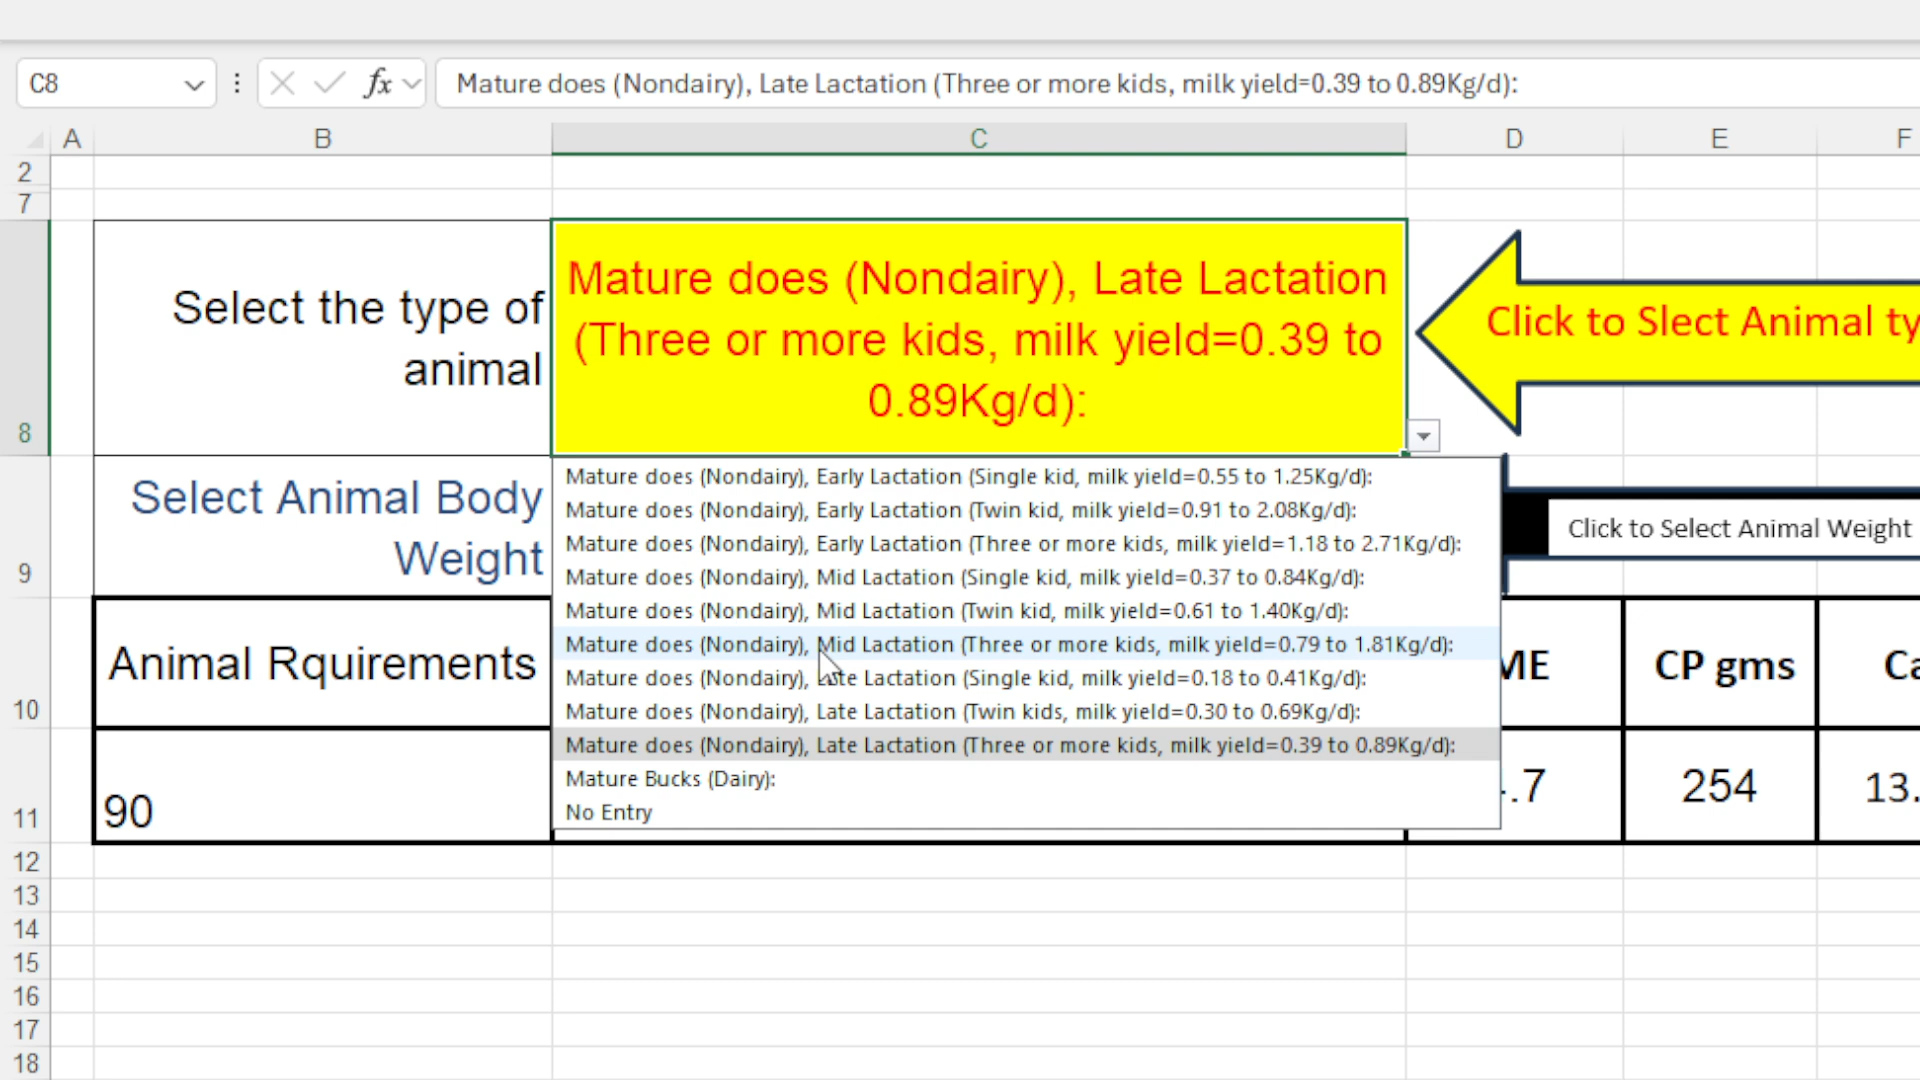 C8
fx
Mature does (Nondairy), Late Lactation (Three or more kids, milk yield=0.39 to 0.89Kg/d):
A B C D E F
2
7
8
Select the type of
animal
Mature does (Nondairy), Late Lactation
(Three or more kids, milk yield=0.39 to
0.89Kg/d):
Click to Slect Animal ty
9
Select Animal Body
Weight
Click to Select Animal Weight
Mature does (Nondairy), Early Lactation (Single kid, milk yield=0.55 to 1.25Kg/d):
Mature does (Nondairy), Early Lactation (Twin kid, milk yield=0.91 to 2.08Kg/d):
Mature does (Nondairy), Early Lactation (Three or more kids, milk yield=1.18 to 2.71Kg/d):
Mature does (Nondairy), Mid Lactation (Single kid, milk yield=0.37 to 0.84Kg/d):
Mature does (Nondairy), Mid Lactation (Twin kid, milk yield=0.61 to 1.40Kg/d):
Mature does (Nondairy), Mid Lactation (Three or more kids, milk yield=0.79 to 1.81Kg/d):
Mature does (Nondairy), Late Lactation (Single kid, milk yield=0.18 to 0.41Kg/d):
Mature does (Nondairy), Late Lactation (Twin kids, milk yield=0.30 to 0.69Kg/d):
Mature does (Nondairy), Late Lactation (Three or more kids, milk yield=0.39 to 0.89Kg/d):
Mature Bucks (Dairy):
No Entry
10
Animal Rquirements
ME
CP gms
Ca
11
90
.7
254
13.
12
13
14
15
16
17
18